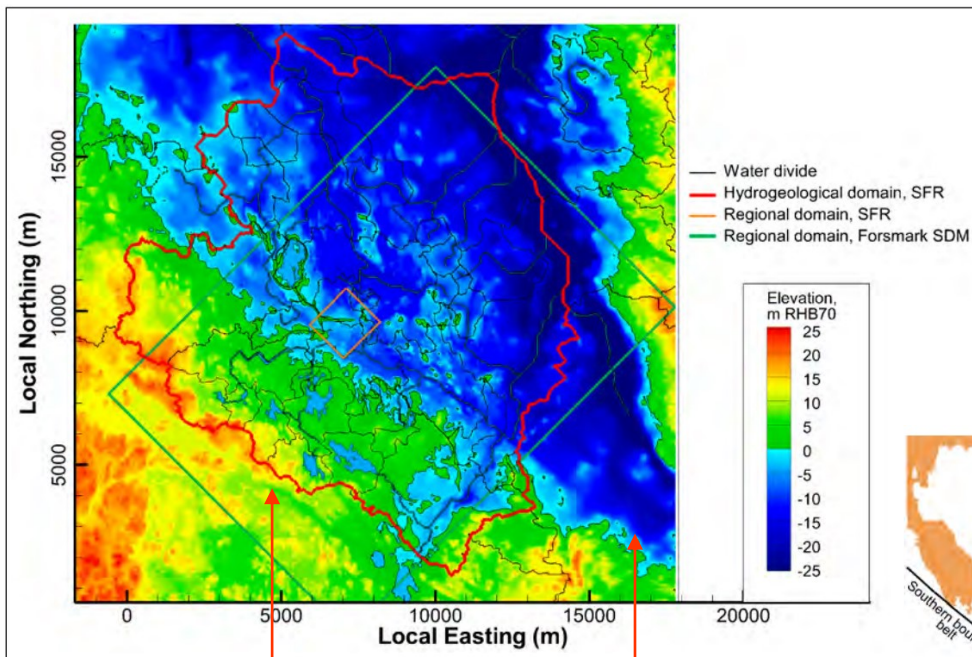 Local Northing (m)
15000
10000
5000
0
5000
10000
15000
20000
Local Easting (m)
Water divide
Hydrogeological domain, SFR
Regional domain, SFR
Regional domain, Forsmark SDM
Elevation,
m RHB70
25
20
15
10
5
0
-5
-10
-15
-20
-25
Southern bou
belt